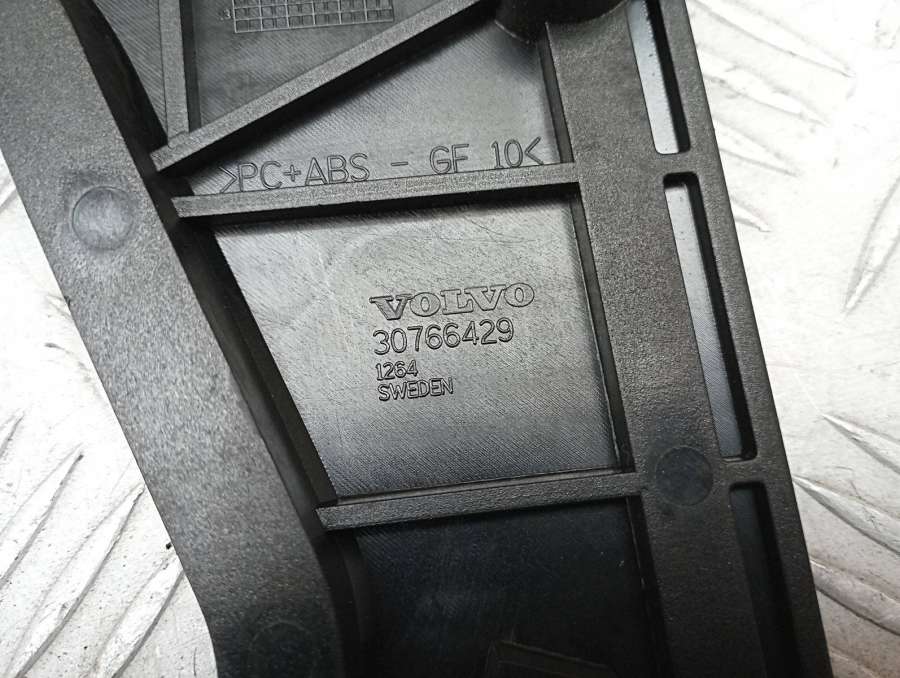 >PC+ABS - GF 10<
VOLVO
30766429
1264
SWEDEN